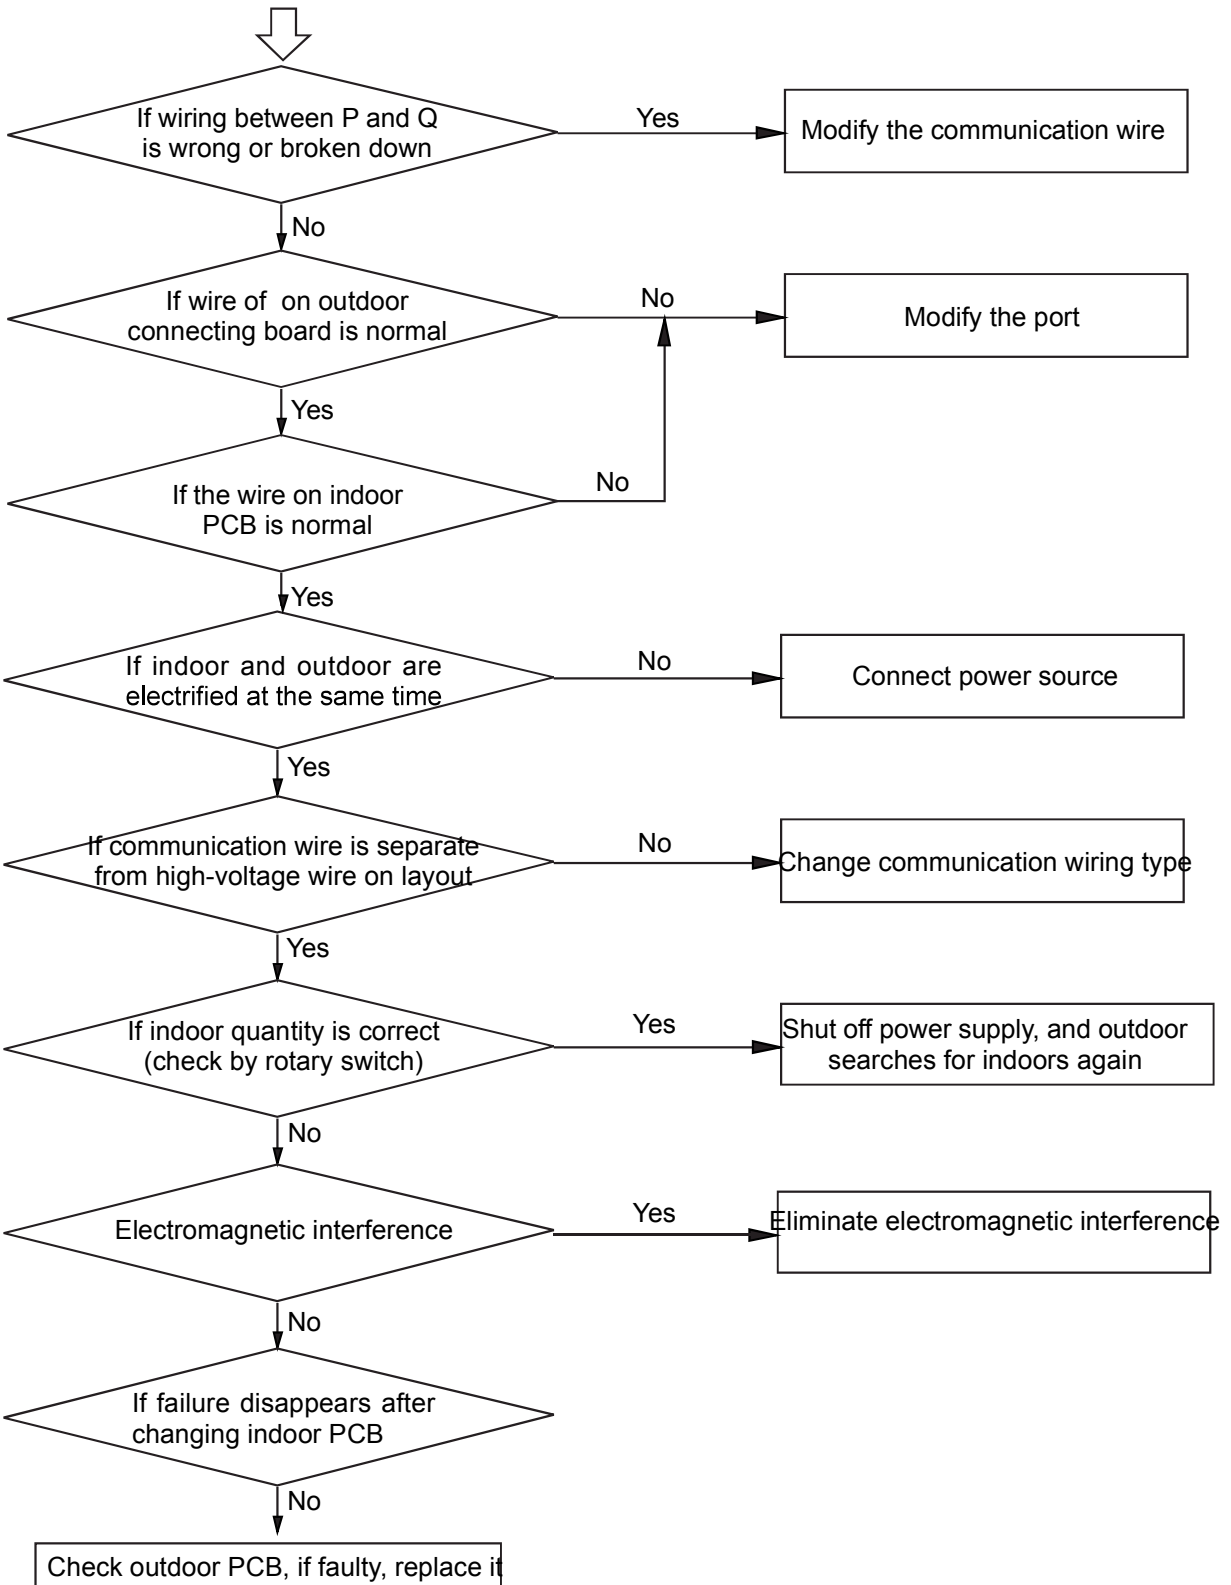 If wiring between P and Q
is wrong or broken down
Yes
Modify the communication wire
No
If wire of on outdoor
connecting board is normal
No
Modify the port
Yes
If the wire on indoor
PCB is normal
No
Yes
If indoor and outdoor are
electrified at the same time
No
Connect power source
Yes
If communication wire is separate
from high-voltage wire on layout
No
Change communication wiring type
Yes
If indoor quantity is correct
(check by rotary switch)
Yes
Shut off power supply, and outdoor
searches for indoors again
No
Electromagnetic interference
Yes
Eliminate electromagnetic interference
No
If failure disappears after
changing indoor PCB
No
Check outdoor PCB, if faulty, replace it